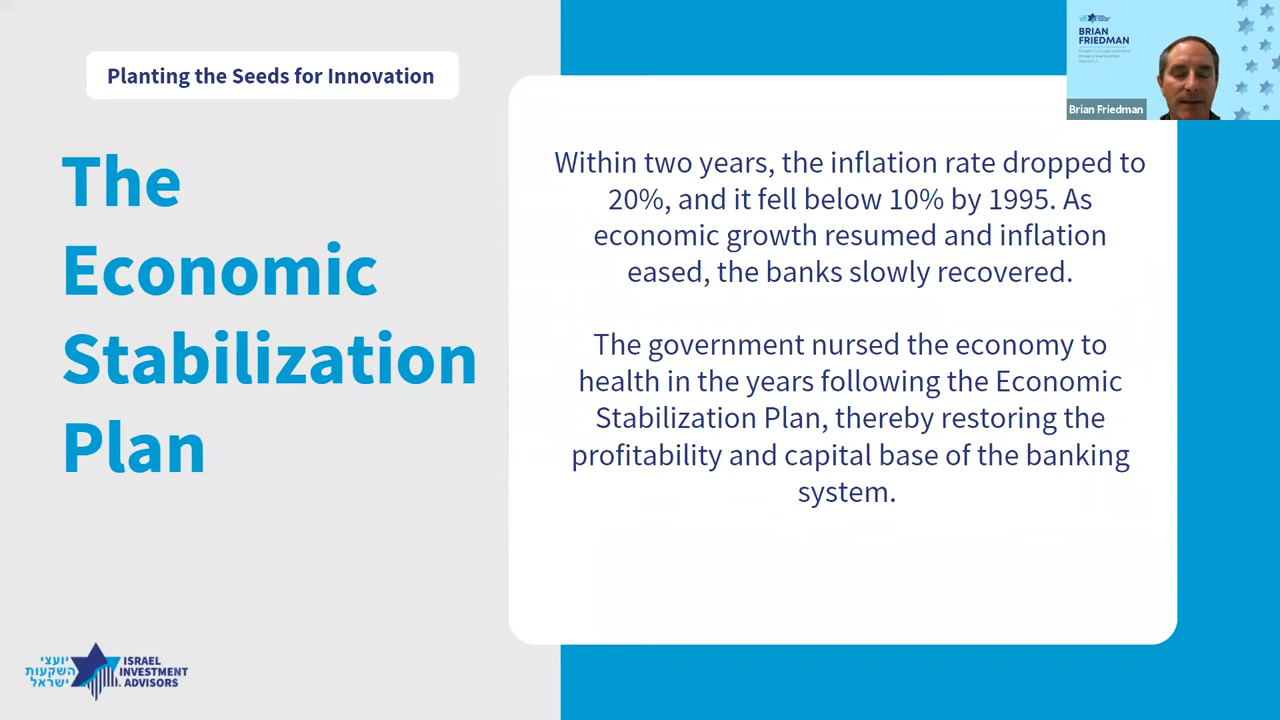 Planting the Seeds for Innovation
The
Economic
Stabilization
Plan
Within two years, the inflation rate dropped to
20%, and it fell below 10% by 1995. As
economic growth resumed and inflation
eased, the banks slowly recovered.
The government nursed the economy to
health in the years following the Economic
Stabilization Plan, thereby restoring the
profitability and capital base of the banking
system.
BRIAN
FRIEDMAN
Brian Friedman
יועצי
השקעות
ישראל
ISRAEL
INVESTMENT
ADVISORS